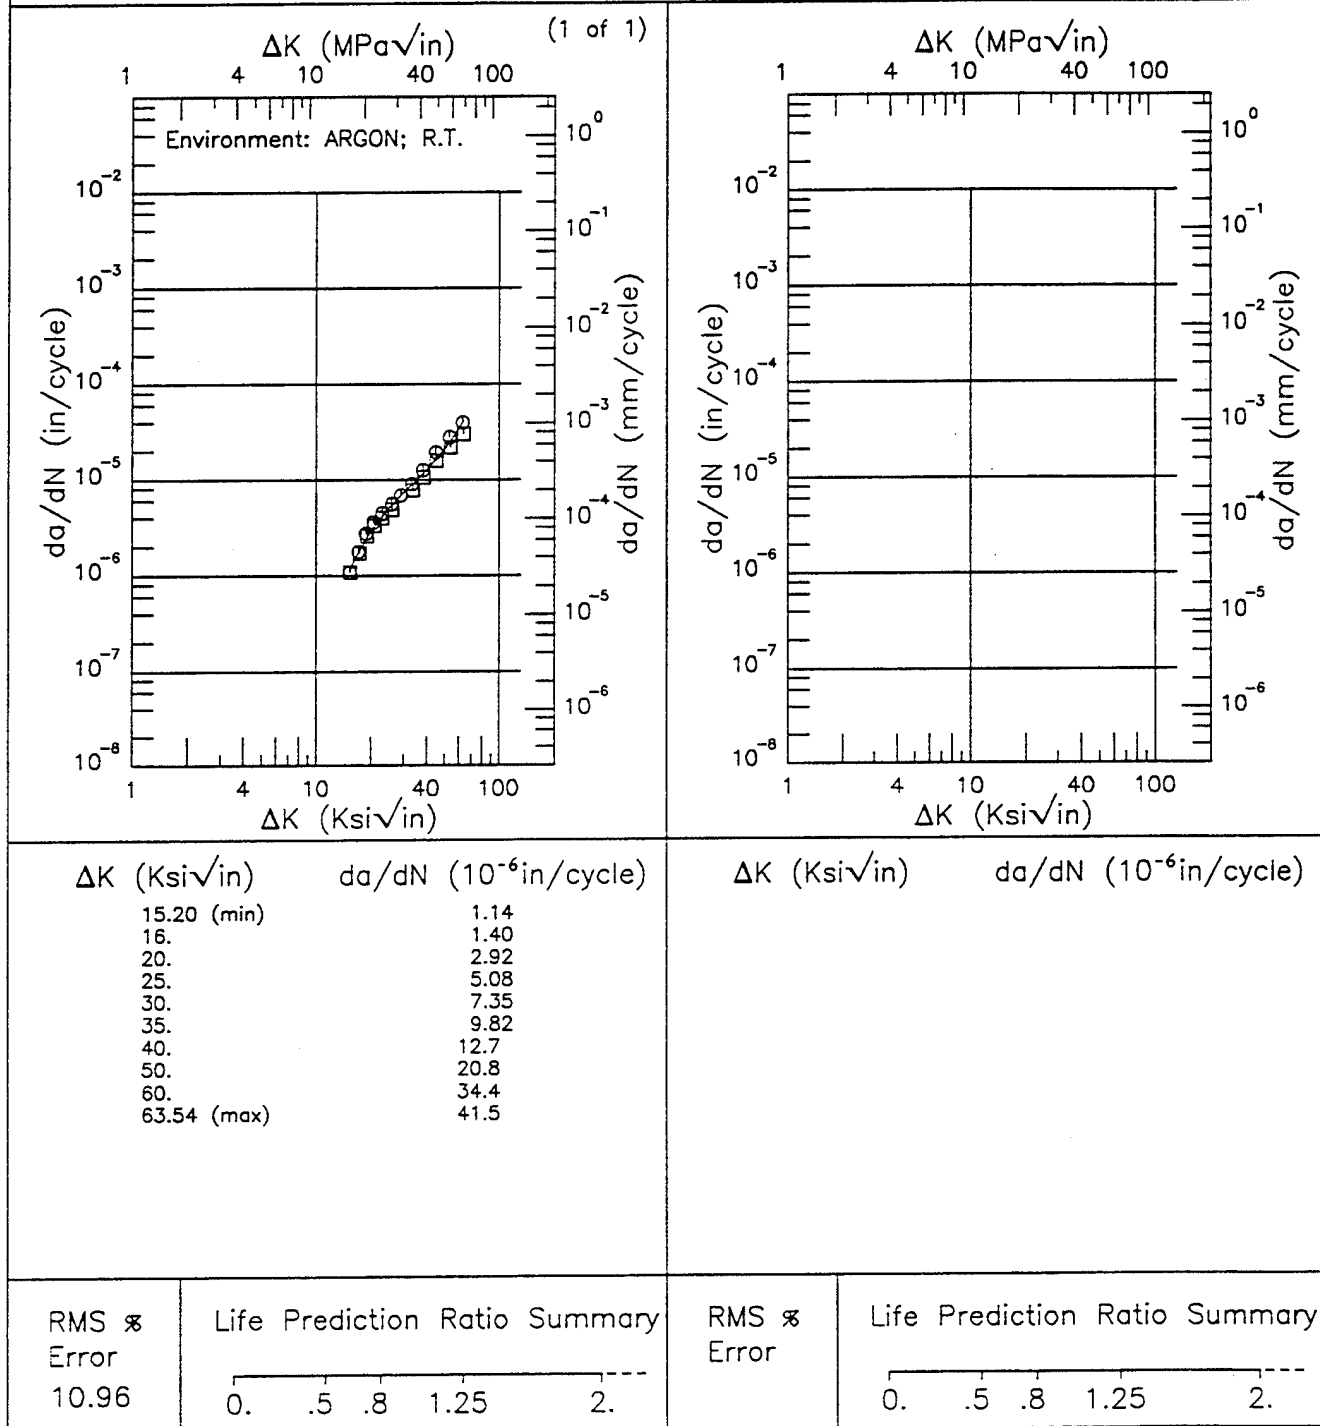 (1 of 1)
ΔK (MPa√in)
1 4 10 40 100
Environment: ARGON; R.T.
10⁰
10⁻²
10⁻¹
10⁻³
10⁻²
10⁻⁴
10⁻³
10⁻⁵
10⁻⁴
10⁻⁶
10⁻⁵
10⁻⁷
10⁻⁶
10⁻⁸
da/dN (in/cycle)
da/dN (mm/cycle)
1 4 10 40 100
ΔK (Ksi√in)
ΔK (MPa√in)
1 4 10 40 100
10⁰
10⁻²
10⁻¹
10⁻³
10⁻²
10⁻⁴
10⁻³
10⁻⁵
10⁻⁴
10⁻⁶
10⁻⁵
10⁻⁷
10⁻⁶
10⁻⁸
da/dN (in/cycle)
da/dN (mm/cycle)
1 4 10 40 100
ΔK (Ksi√in)
ΔK (Ksi√in) da/dN (10⁻⁶in/cycle)
15.20 (min) 1.14
16. 1.40
20. 2.92
25. 5.08
30. 7.35
35. 9.82
40. 12.7
50. 20.8
60. 34.4
63.54 (max) 41.5
ΔK (Ksi√in) da/dN (10⁻⁶in/cycle)
RMS %
Error
10.96
Life Prediction Ratio Summary
0. .5 .8 1.25 2.
RMS %
Error
Life Prediction Ratio Summary
0. .5 .8 1.25 2.